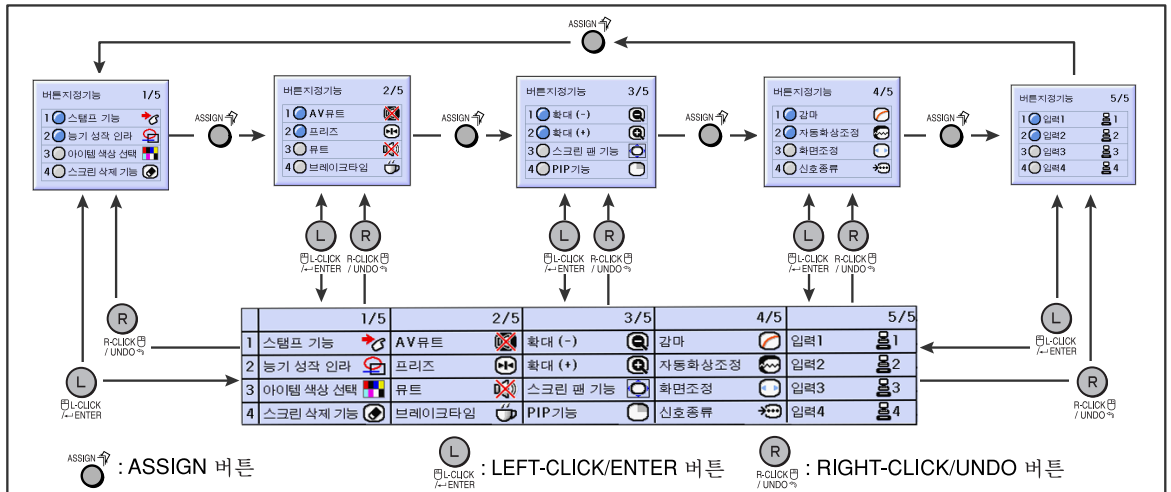 ASSIGN
버튼지정기능 1/5
1 스탬프 기능
2 능기 성작 인라
3 아이템 색상 선택
4 스크린 삭제 기능
ASSIGN
버튼지정기능 2/5
1 AV뮤트
2 프리즈
3 뮤트
4 브레이크타임
ASSIGN
버튼지정기능 3/5
1 확대 (-)
2 확대 (+)
3 스크린 팬 기능
4 PIP기능
ASSIGN
버튼지정기능 4/5
1 감마
2 자동화상조정
3 화면조정
4 신호종류
ASSIGN
버튼지정기능 5/5
1 입력1 1
2 입력2 2
3 입력3 3
4 입력4 4
L
L-CLICK
/ ENTER
R
R-CLICK
/ UNDO
L
L-CLICK
/ ENTER
R
R-CLICK
/ UNDO
L
L-CLICK
/ ENTER
R
R-CLICK
/ UNDO
R
R-CLICK
/ UNDO
L
L-CLICK
/ ENTER
L
L-CLICK
/ ENTER
R
R-CLICK
/ UNDO
1/5 2/5 3/5 4/5 5/5
1 스탬프 기능 AV뮤트 확대 (-) 감마 입력1 1
2 능기 성작 인라 프리즈 확대 (+) 자동화상조정 입력2 2
3 아이템 색상 선택 뮤트 스크린 팬 기능 화면조정 입력3 3
4 스크린 삭제 기능 브레이크타임 PIP기능 신호종류 입력4 4
ASSIGN : ASSIGN 버튼
L
L-CLICK
/ ENTER
: LEFT-CLICK/ENTER 버튼
R
R-CLICK
/ UNDO
: RIGHT-CLICK/UNDO 버튼